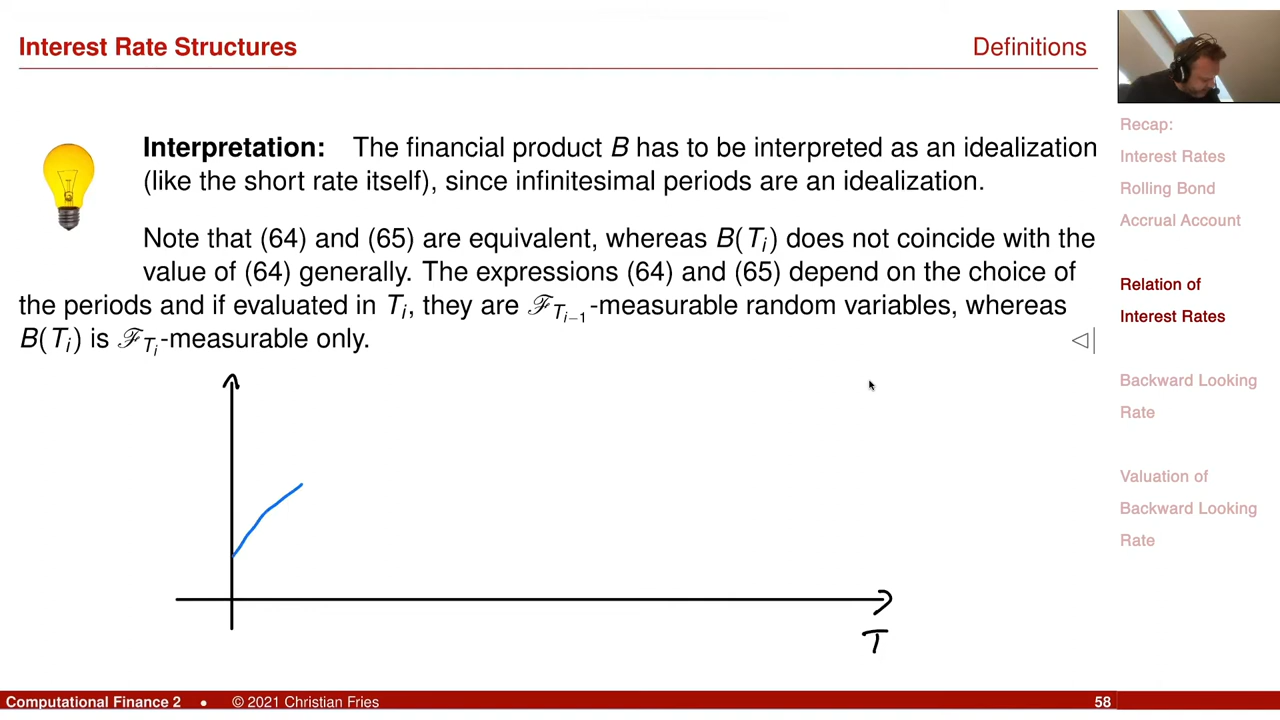 Interest Rate Structures
Definitions
Interpretation: The financial product B has to be interpreted as an idealization
(like the short rate itself), since infinitesimal periods are an idealization.
Note that (64) and (65) are equivalent, whereas B(Tᵢ) does not coincide with the
value of (64) generally. The expressions (64) and (65) depend on the choice of
the periods and if evaluated in Tᵢ, they are ℱ_{Tᵢ₋₁}-measurable random variables, whereas
B(Tᵢ) is ℱ_{Tᵢ}-measurable only. ◁|
T
Recap:
Interest Rates
Rolling Bond
Accrual Account
Relation of
Interest Rates
Backward Looking
Rate
Valuation of
Backward Looking
Rate
Computational Finance 2 • © 2021 Christian Fries 58